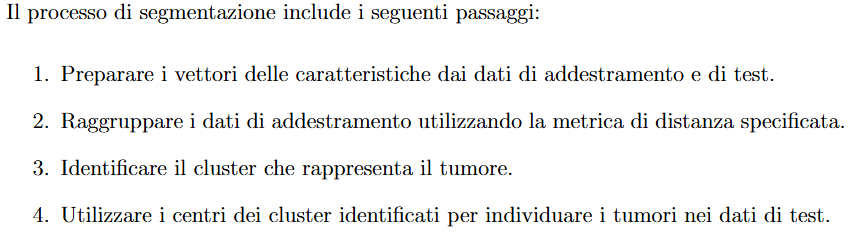 Il processo di segmentazione include i seguenti passaggi:
1. Preparare i vettori delle caratteristiche dai dati di addestramento e di test.
2. Raggruppare i dati di addestramento utilizzando la metrica di distanza specificata.
3. Identificare il cluster che rappresenta il tumore.
4. Utilizzare i centri dei cluster identificati per individuare i tumori nei dati di test.